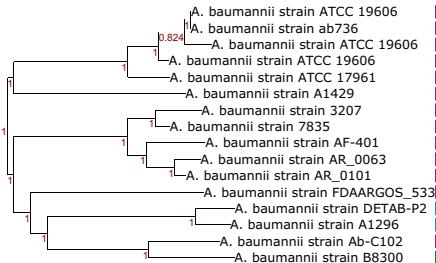 A. baumannii strain ATCC 19606
A. baumannii strain ab736
0.824
A. baumannii strain ATCC 19606
1
A. baumannii strain ATCC 19606
1
1
A. baumannii strain ATCC 17961
1
A. baumannii strain A1429
1
A. baumannii strain 3207
1
A. baumannii strain 7835
1
1
A. baumannii strain AF-401
1
A. baumannii strain AR_0063
1
A. baumannii strain AR_0101
1
A. baumannii strain FDAARGOS_533
A. baumannii strain DETAB-P2
1
1
A. baumannii strain A1296
1
A. baumannii strain Ab-C102
1
A. baumannii strain B8300